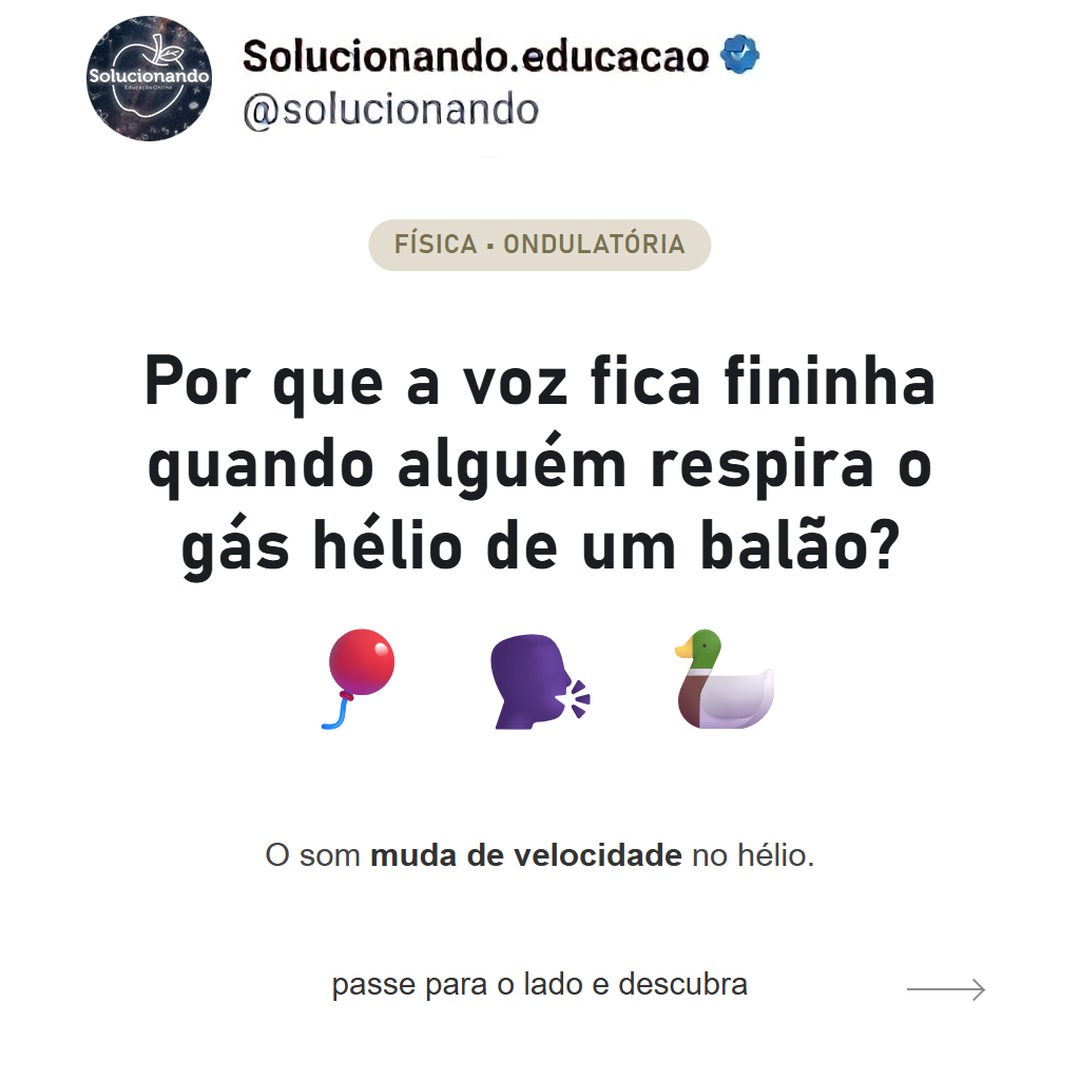 Solucionando
Educação Online
Solucionando.educacao
@solucionando
FÍSICA • ONDULATÓRIA
Por que a voz fica fininha
quando alguém respira o
gás hélio de um balão?
O som muda de velocidade no hélio.
passe para o lado e descubra